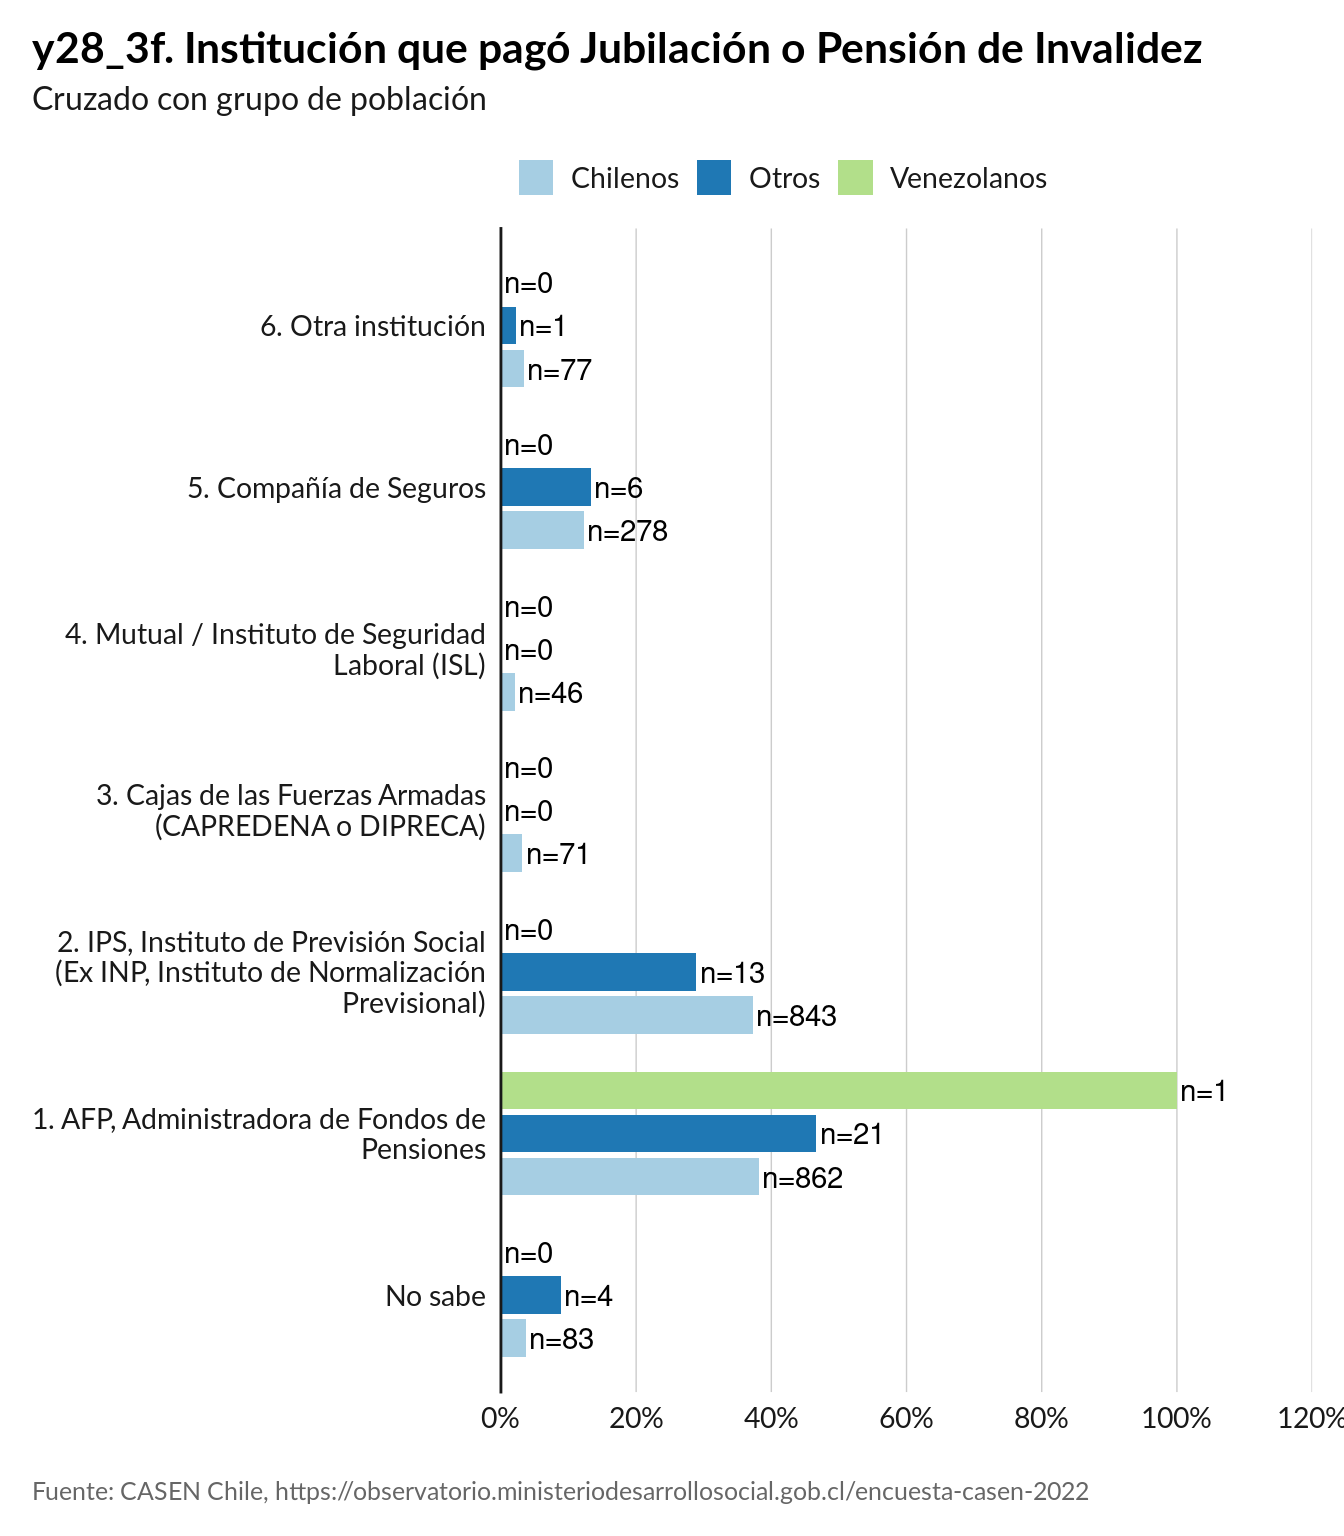 y28_3f. Institución que pagó Jubilación o Pensión de Invalidez
Cruzado con grupo de población
Chilenos Otros Venezolanos
n=0
6. Otra institución n=1
n=77
n=0
5. Compañía de Seguros n=6
n=278
n=0
4. Mutual / Instituto de Seguridad
Laboral (ISL)
n=0
n=46
n=0
3. Cajas de las Fuerzas Armadas
(CAPREDENA o DIPRECA)
n=0
n=71
n=0
2. IPS, Instituto de Previsión Social
(Ex INP, Instituto de Normalización
Previsional)
n=13
n=843
n=1
1. AFP, Administradora de Fondos de
Pensiones
n=21
n=862
n=0
No sabe n=4
n=83
0% 20% 40% 60% 80% 100% 120%
Fuente: CASEN Chile, https://observatorio.ministeriodesarrollosocial.gob.cl/encuesta-casen-2022